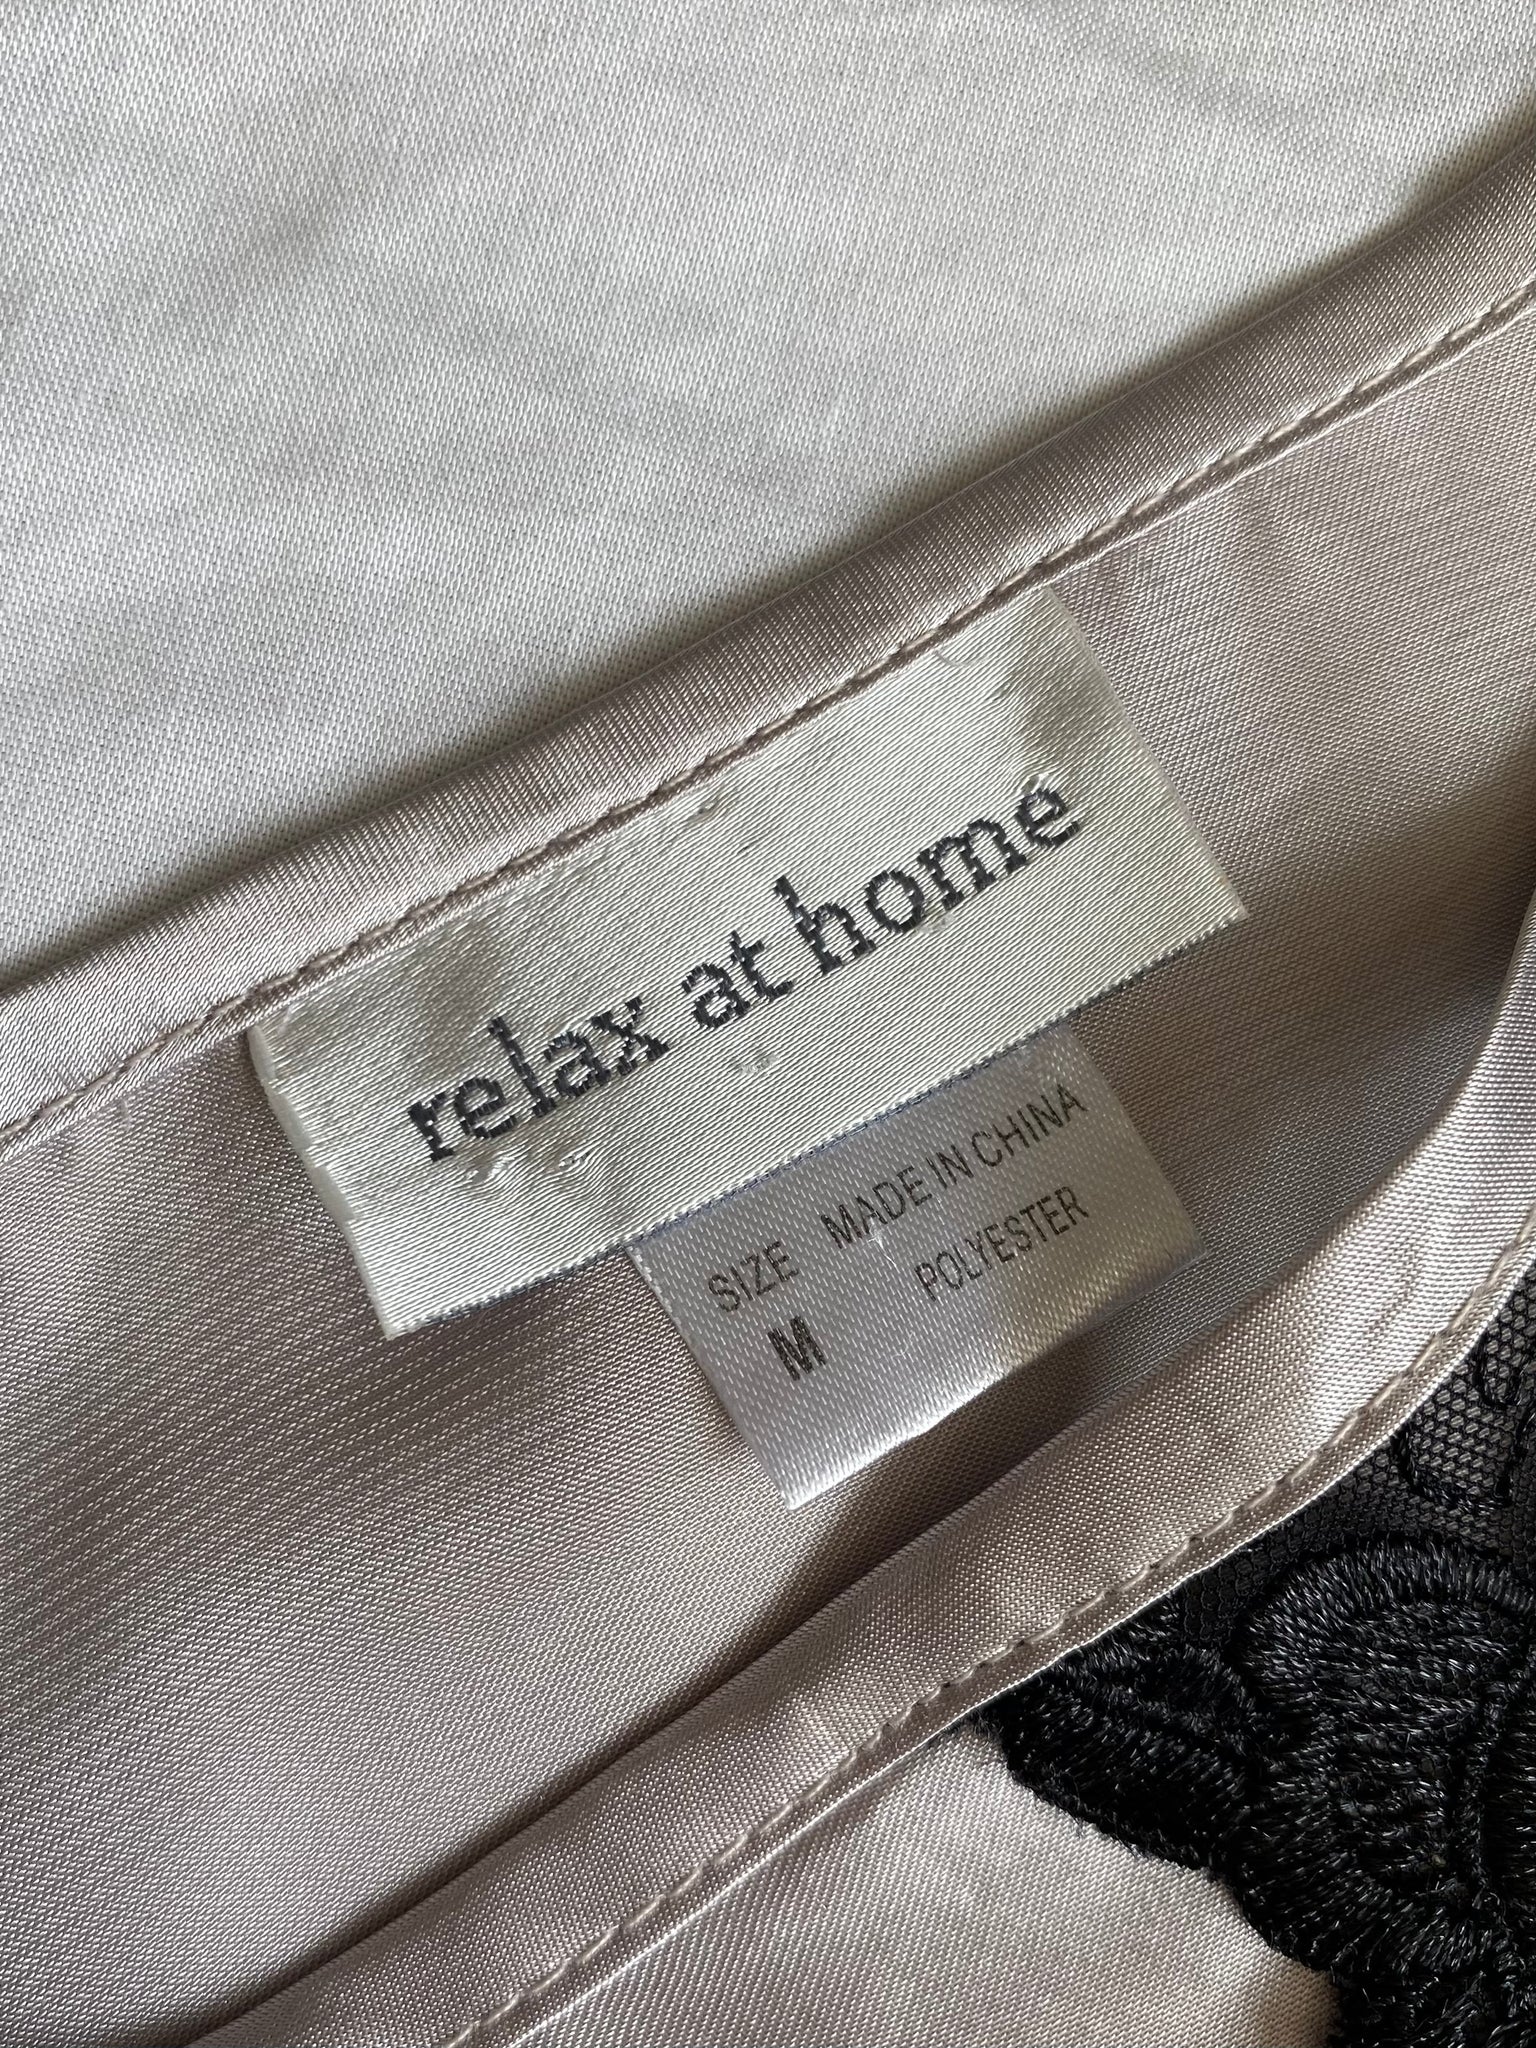 relax at home
SIZE MADE IN CHINA
M POLYESTER